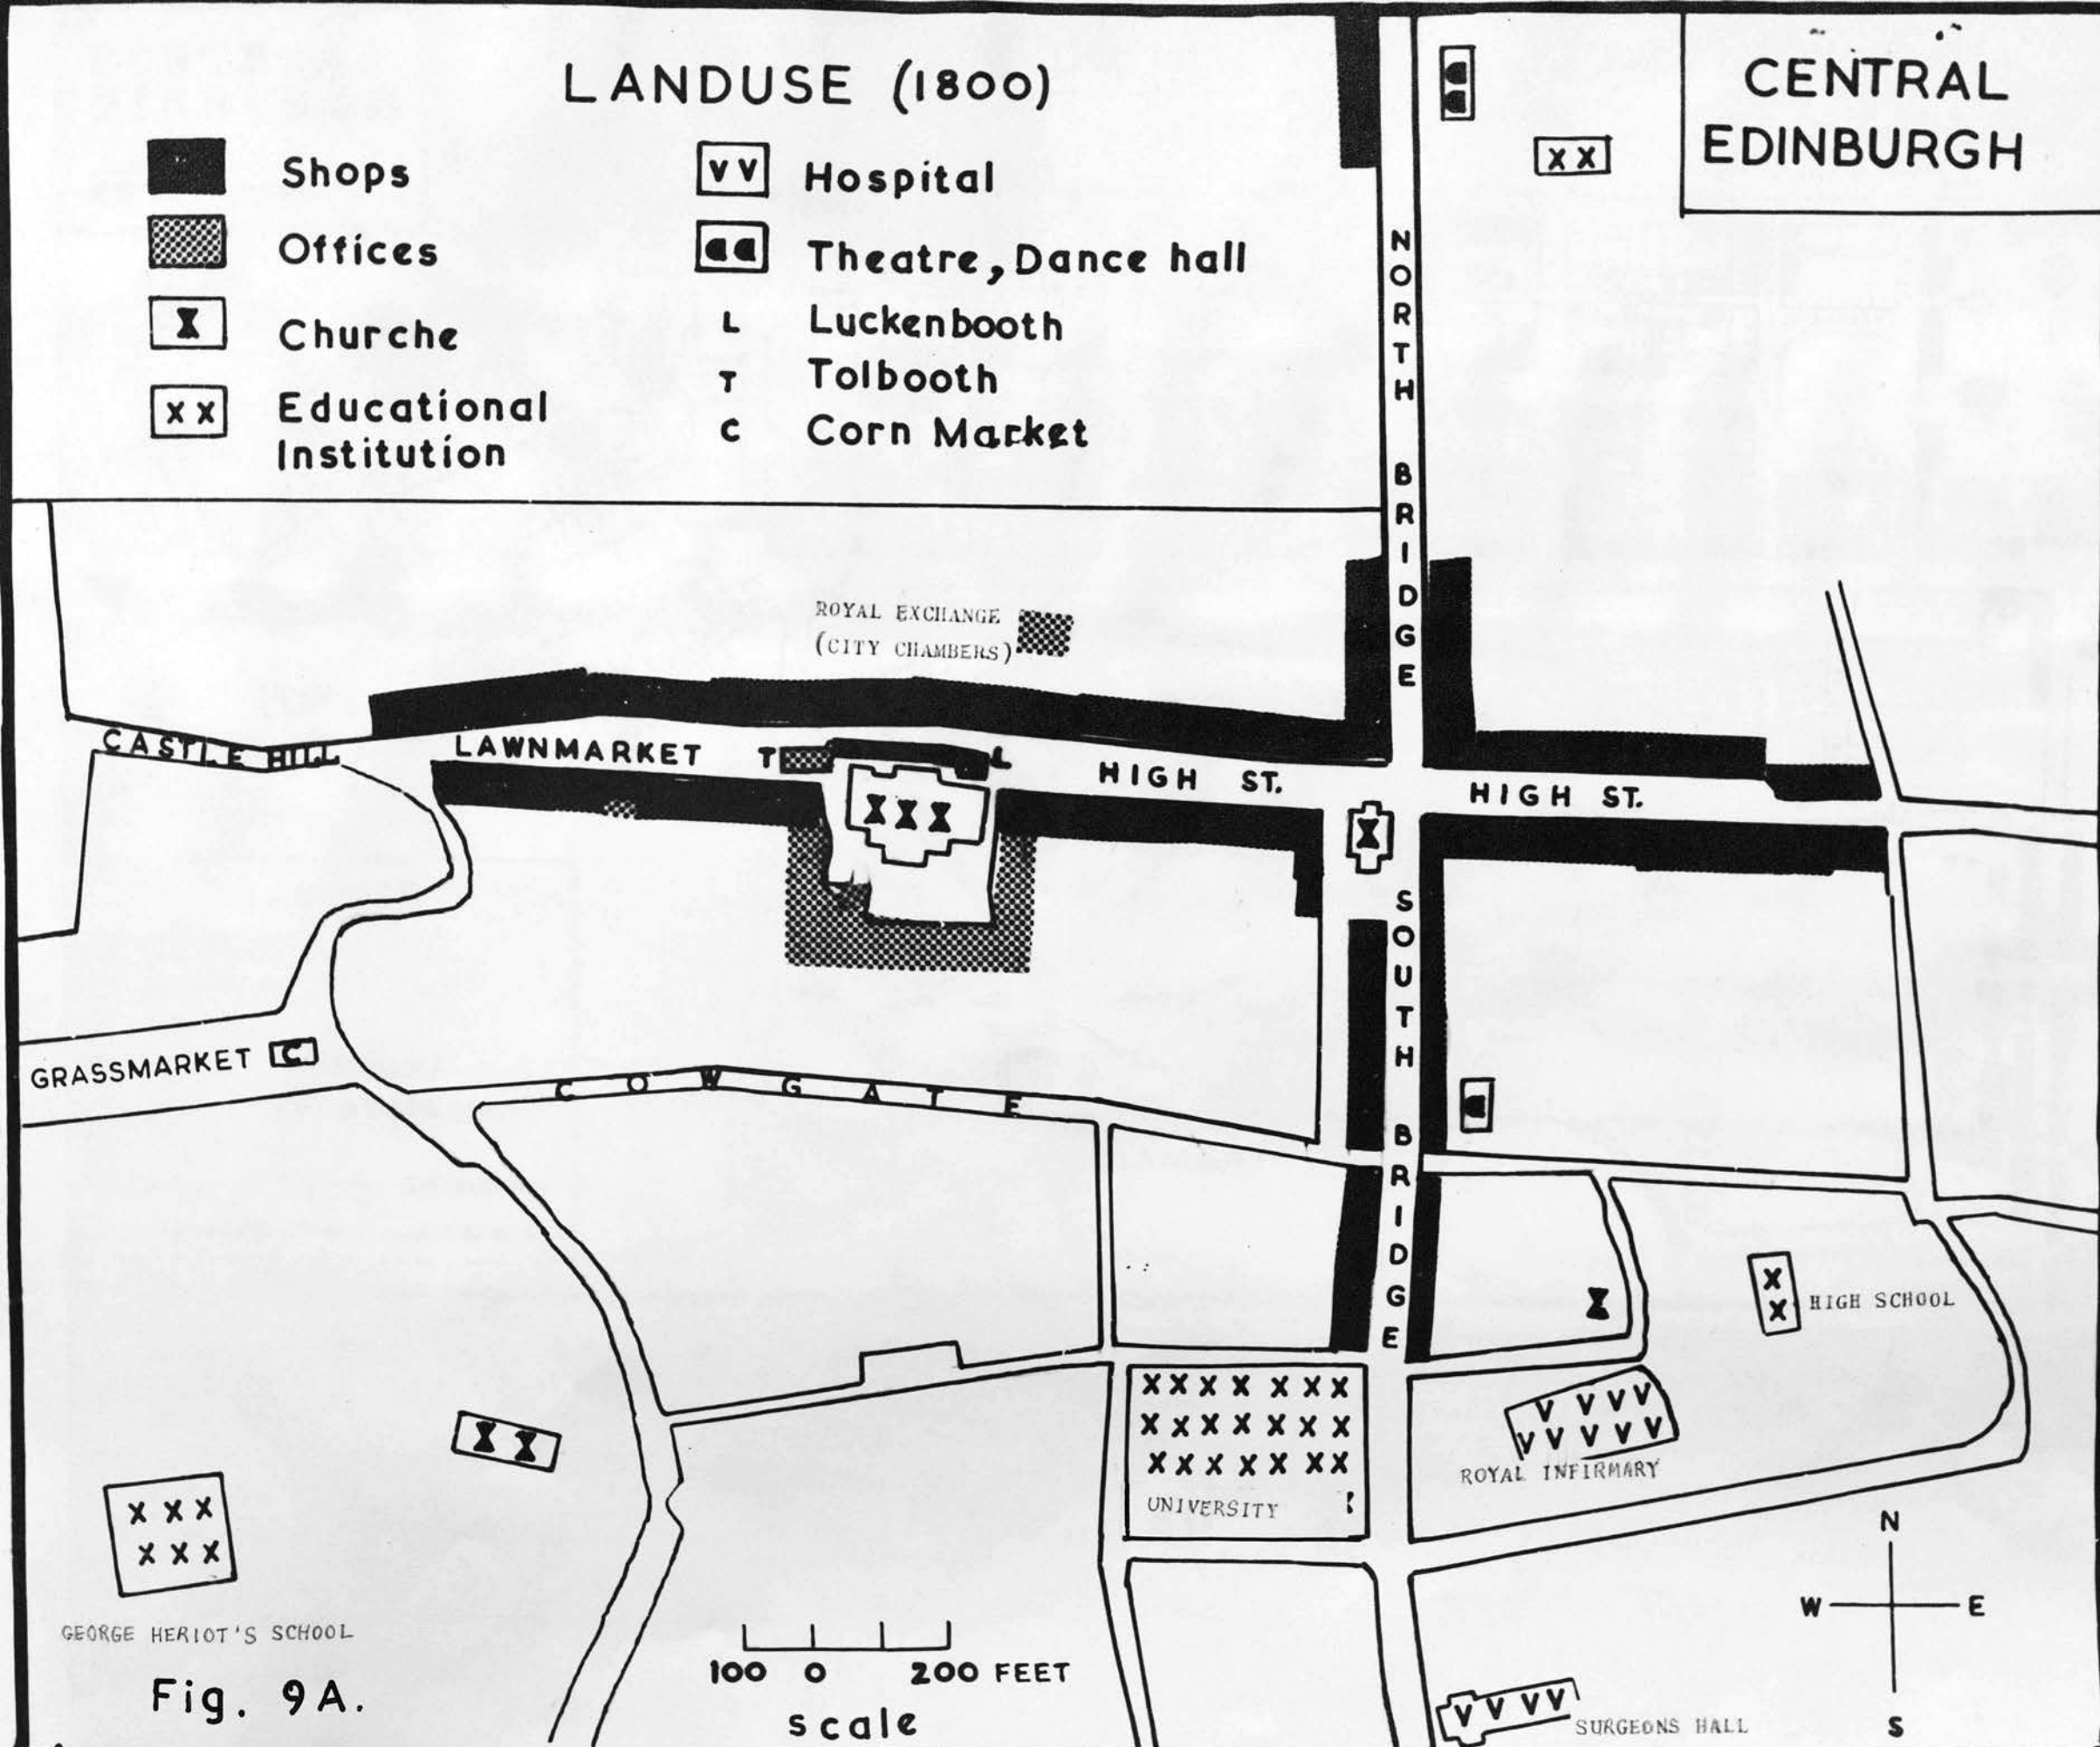 LANDUSE (1800)
Shops
Offices
Churche
Educational
Institution
V V
Hospital
Theatre, Dance hall
L Luckenbooth
T Tolbooth
C Corn Market
X X
CENTRAL
EDINBURGH
X X
NORTH BRIDGE
ROYAL EXCHANGE
(CITY CHAMBERS)
CASTLE HILL
LAWNMARKET
T
L
HIGH ST.
HIGH ST.
SOUTH BRIDGE
GRASSMARKET C
COWGATE
X
X
HIGH SCHOOL
X X X X X X X
X X X X X X X
X X X X X X X
UNIVERSITY
V V V V
V V V V V
ROYAL INFIRMARY
X X X
X X X
GEORGE HERIOT'S SCHOOL
Fig. 9A.
100 0 200 FEET
scale
N
W E
S
V V V V
SURGEONS HALL